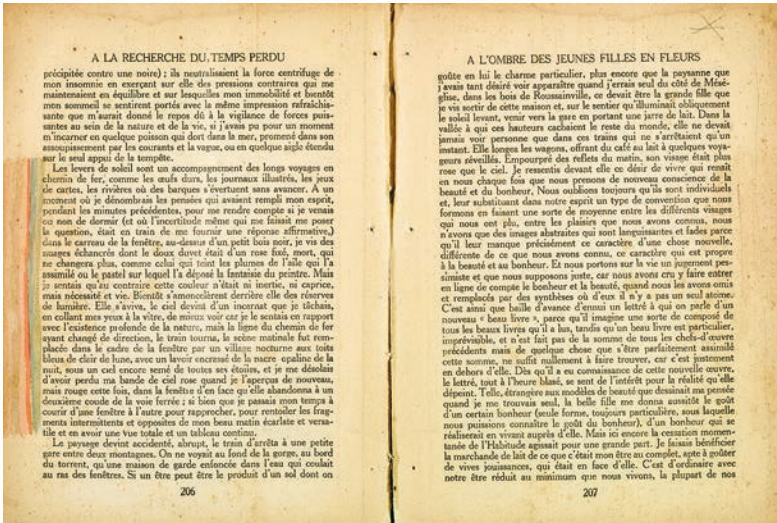 A LA RECHERCHE DU TEMPS PERDU
précipitée contre une noire) ; ils neutralisaient la force centrifuge de
mon insomnie en exerçant sur elle des pressions contraires qui me
maintenaient en équilibre et sur lesquelles mon immobilité et bientôt
mon sommeil se sentirent portés avec la même impression rafraîchis-
sante que m'aurait donné le repos dû à la vigilance de forces puis-
santes au sein de la nature et de la vie, si j'avais pu pour un moment
m'incarner en quelque poisson qui dort dans la mer, promené dans son
assoupissement par les courants et la vague, ou en quelque aigle étendu
sur le seul appui de la tempête.
Les levers de soleil sont un accompagnement des longs voyages en
chemin de fer, comme les œufs durs, les journaux illustrés, les jeux
de cartes, les rivières où des barques s'évertuent sans avancer. A un
moment où je dénombrais les pensées qui avaient rempli mon esprit,
pendant les minutes précédentes, pour me rendre compte si je venais
ou non de dormir (et où l'incertitude même qui me faisait me poser
la question, était en train de me fournir une réponse affirmative,)
dans le carreau de la fenêtre, au-dessus d'un petit bois noir, je vis des
nuages échancrés dont le doux duvet était d'un rose fixé, mort, qui
ne changera plus, comme celui qui teint les plumes de l'aile qui l'a
assimilé ou le pastel sur lequel l'a déposé la fantaisie du peintre. Mais
je sentais qu'au contraire cette couleur n'était ni inertie, ni caprice,
mais nécessité et vie. Bientôt s'amoncelèrent derrière elle des réserves
de lumière. Elle s'aviva, le ciel devint d'un incarnat que je tâchais,
en collant mes yeux à la vitre, de mieux voir car je le sentais en rapport
avec l'existence profonde de la nature, mais la ligne du chemin de fer
ayant changé de direction, le train tourna, la scène matinale fut rem-
placée dans le cadre de la fenêtre par un village nocturne aux toits
bleus de clair de lune, avec un lavoir encrassé de la nacre opaline de la
nuit, sous un ciel encore semé de toutes ses étoiles, et je me désolais
d'avoir perdu ma bande de ciel rose quand je l'aperçus de nouveau,
mais rouge cette fois, dans la fenêtre d'en face qu'elle abandonna à un
deuxième coude de la voie ferrée ; si bien que je passais mon temps à
courir d'une fenêtre à l'autre pour rapprocher, pour rentoiler les frag-
ments intermittents et opposites de mon beau matin écarlate et versa-
tile et en avoir une vue totale et un tableau continu.
Le paysage devint accidenté, abrupt, le train d'arrêta à une petite
gare entre deux montagnes. On ne voyait au fond de la gorge, au bord
du torrent, qu'une maison de garde enfoncée dans l'eau qui coulait
au ras des fenêtres. Si un être peut être le produit d'un sol dont on
206
A L'OMBRE DES JEUNES FILLES EN FLEURS
goûte en lui le charme particulier, plus encore que la paysanne que
j'avais tant désiré voir apparaître quand j'errais seul du côté de Mésé-
glise, dans les bois de Roussainville, ce devait être la grande fille que
je vis sortir de cette maison et, sur le sentier qu'illuminait obliquement
le soleil levant, venir vers la gare en portant une jarre de lait. Dans la
vallée à qui ces hauteurs cachaient le reste du monde, elle ne devait
jamais voir personne que dans ces trains qui ne s'arrêtaient qu'un
instant. Elle longea les wagons, offrant du café au lait à quelques voya-
geurs réveillés. Empourpré des reflets du matin, son visage était plus
rose que le ciel. Je ressentis devant elle ce désir de vivre qui renaît
en nous chaque fois que nous prenons de nouveau conscience de la
beauté et du bonheur. Nous oublions toujours qu'ils sont individuels
et, leur substituant dans notre esprit un type de convention que nous
formons en faisant une sorte de moyenne entre les différents visages
qui nous ont plu, entre les plaisirs que nous avons connus, nous
n'avons que des images abstraites qui sont languissantes et fades parce
qu'il leur manque précisément ce caractère d'une chose nouvelle,
différente de ce que nous avons connu, ce caractère qui est propre
à la beauté et au bonheur. Et nous portons sur la vie un jugement pes-
simiste et que nous supposons juste, car nous avons cru y faire entrer
en ligne de compte le bonheur et la beauté, quand nous les avons omis
et remplacés par des synthèses où d'eux il n'y a pas un seul atome.
C'est ainsi que baille d'avance d'ennui un lettré à qui on parle d'un
nouveau « beau livre », parce qu'il imagine une sorte de composé de
tous les beaux livres qu'il a lus, tandis qu'un beau livre est particulier,
imprévisible, et n'est fait pas de la somme de tous les chefs-d'œuvre
précédents mais de quelque chose que s'être parfaitement assimilé
cette somme, ne suffit nullement à faire trouver, car c'est justement
en dehors d'elle. Dès qu'il a eu connaissance de cette nouvelle œuvre,
le lettré, tout à l'heure blasé, se sent de l'intérêt pour la réalité qu'elle
dépeint. Telle, étrangère aux modèles de beauté que dessinait ma pensée
quand je me trouvais seul, la belle fille me donna aussitôt le goût
d'un certain bonheur (seule forme, toujours particulière, sous laquelle
nous puissions connaître le goût du bonheur), d'un bonheur qui se
réaliserait en vivant auprès d'elle. Mais ici encore la cessation momen-
tanée de l'Habitude agissait pour une grande part. Je faisais bénéficier
la marchande de lait de ce que c'était mon être au complet, apte à goûter
de vives jouissances, qui était en face d'elle. C'est d'ordinaire avec
notre être réduit au minimum que nous vivons, la plupart de nos
207